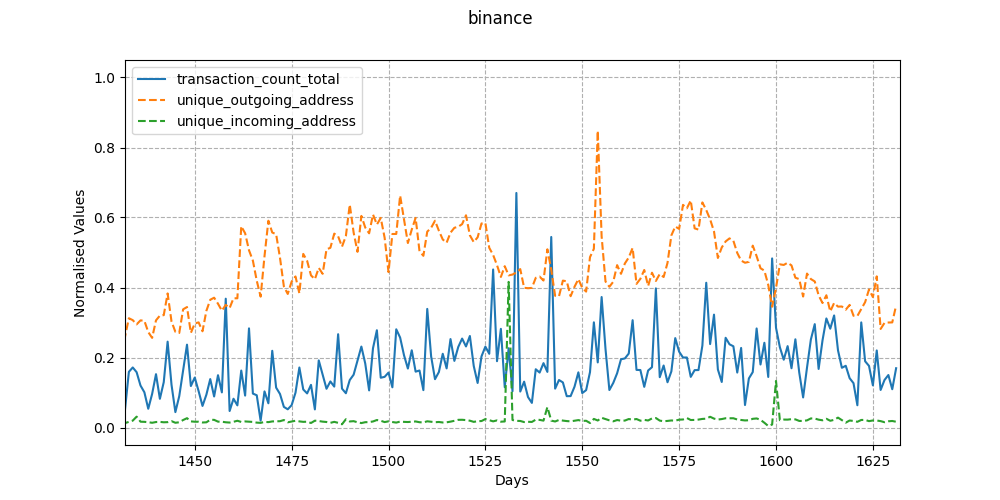 binance
transaction_count_total
unique_outgoing_address
unique_incoming_address
Normalised Values
1.0
0.8
0.6
0.4
0.2
0.0
1450 1475 1500 1525 1550 1575 1600 1625
Days